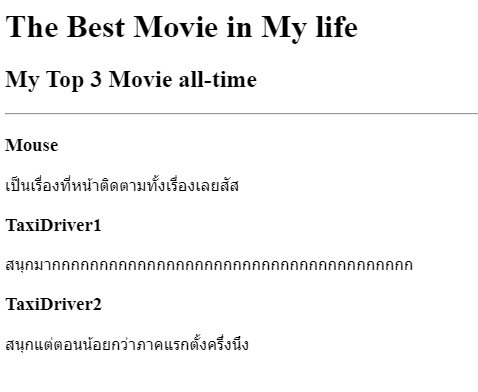 The Best Movie in My life
My Top 3 Movie all-time
Mouse
เป็นเรื่องที่หน้าติดตามทั้งเรื่องเลยสัส
TaxiDriver1
สนุกมากกกกกกกกกกกกกกกกกกกกกกกกกกกกกกกกกกกกกก
TaxiDriver2
สนุกแต่ตอนน้อยกว่าภาคแรกตั้งครึ่งนึง